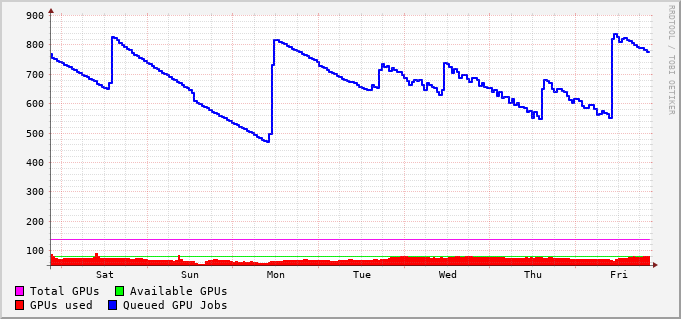 900
800
700
600
500
400
300
200
100
Sat Sun Mon Tue Wed Thu Fri
Total GPUs Available GPUs
GPUs used Queued GPU Jobs
RRDTOOL / TOBI OETIKER